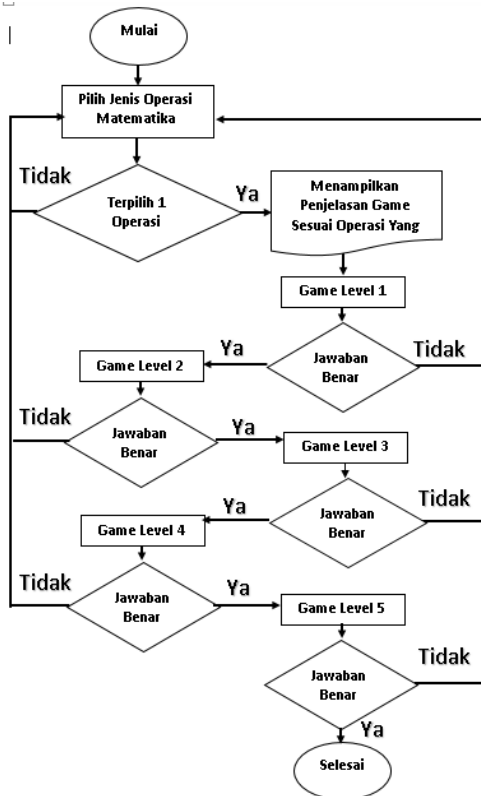 Mulai
Pilih Jenis Operasi
Matematika
Tidak
Terpilih 1
Operasi
Ya
Menampilkan
Penjelasan Game
Sesuai Operasi Yang
Game Level 1
Jawaban
Benar
Tidak
Ya
Game Level 2
Tidak
Jawaban
Benar
Ya
Game Level 3
Jawaban
Benar
Tidak
Ya
Game Level 4
Tidak
Jawaban
Benar
Ya
Game Level 5
Jawaban
Benar
Tidak
Ya
Selesai